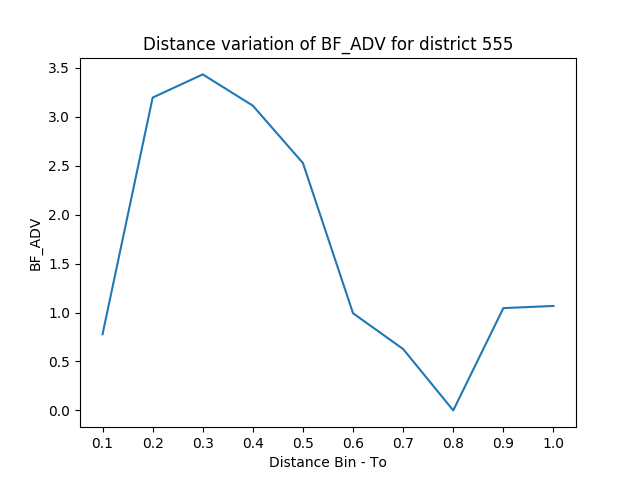 Distance variation of BF_ADV for district 555
3.5
3.0
2.5
2.0
1.5
1.0
0.5
0.0
BF_ADV
0.1 0.2 0.3 0.4 0.5 0.6 0.7 0.8 0.9 1.0
Distance Bin - To